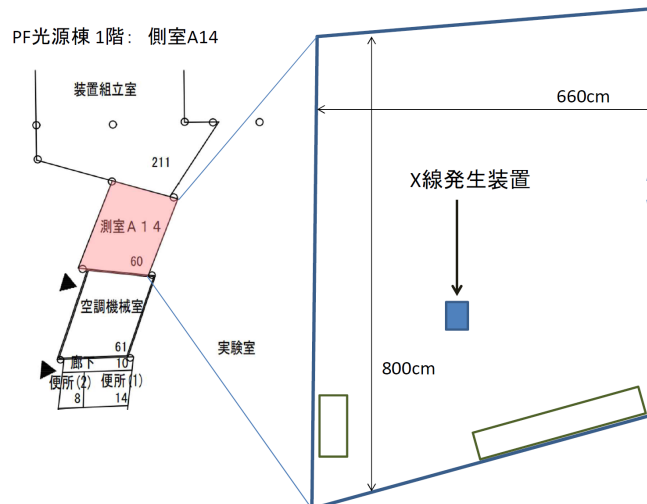 PF光源棟 1階: 側室A14
装置組立室
211
測室A14
60
空調機械室
61
廊下 10
便所(2) 便所(1)
8 14
実験室
660cm
X線発生装置
800cm